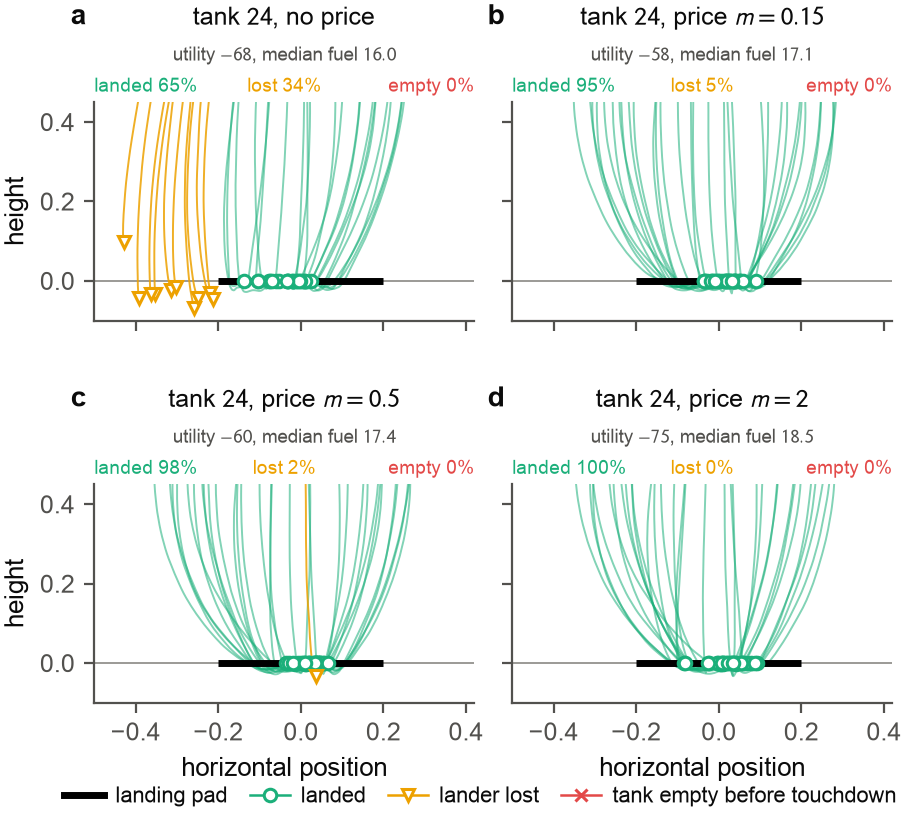 a tank 24, no price
utility −68, median fuel 16.0
landed 65% lost 34% empty 0%
0.4
0.2
0.0
height
b tank 24, price m = 0.15
utility −58, median fuel 17.1
landed 95% lost 5% empty 0%
c tank 24, price m = 0.5
utility −60, median fuel 17.4
landed 98% lost 2% empty 0%
0.4
0.2
0.0
height
−0.4 −0.2 0.0 0.2 0.4
horizontal position
d tank 24, price m = 2
utility −75, median fuel 18.5
landed 100% lost 0% empty 0%
−0.4 −0.2 0.0 0.2 0.4
horizontal position
landing pad landed lander lost tank empty before touchdown